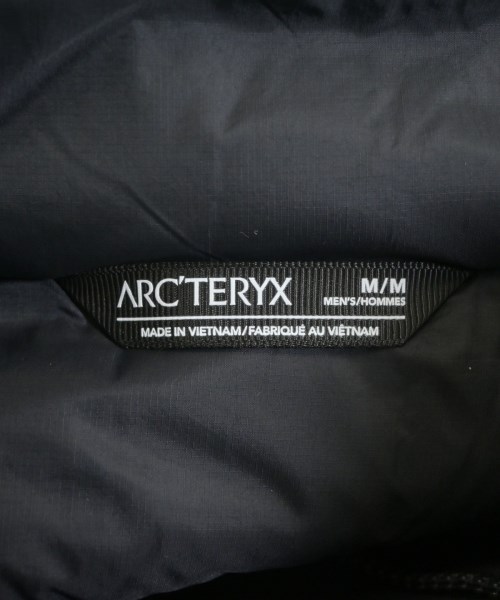 ARC'TERYX
M/M
MEN'S/HOMMES
MADE IN VIETNAM/FABRIQUÉ AU VIÊTNAM